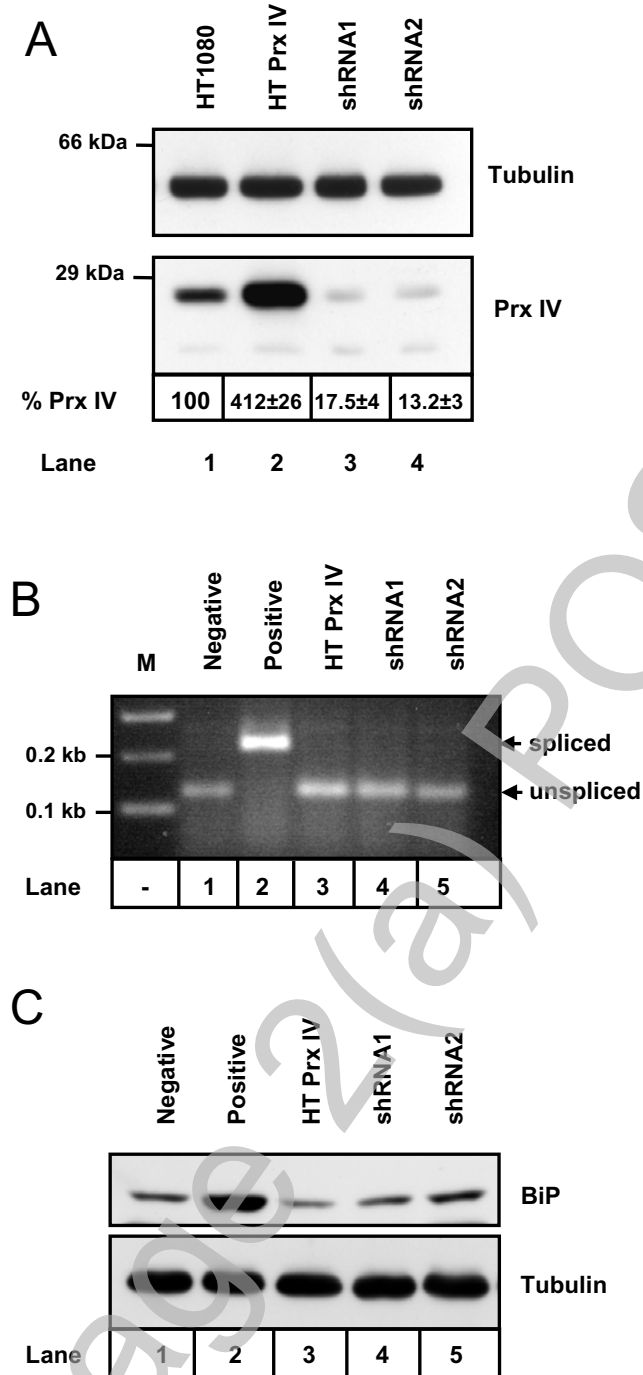 A
HT1080
HT Prx IV
shRNA1
shRNA2
66 kDa
Tubulin
29 kDa
Prx IV
% Prx IV 100 412±26 17.5±4 13.2±3
Lane 1 2 3 4
B
M
Negative
Positive
HT Prx IV
shRNA1
shRNA2
0.2 kb
spliced
0.1 kb
unspliced
Lane - 1 2 3 4 5
C
Negative
Positive
HT Prx IV
shRNA1
shRNA2
BiP
Tubulin
Lane 1 2 3 4 5
age 2(a) POS